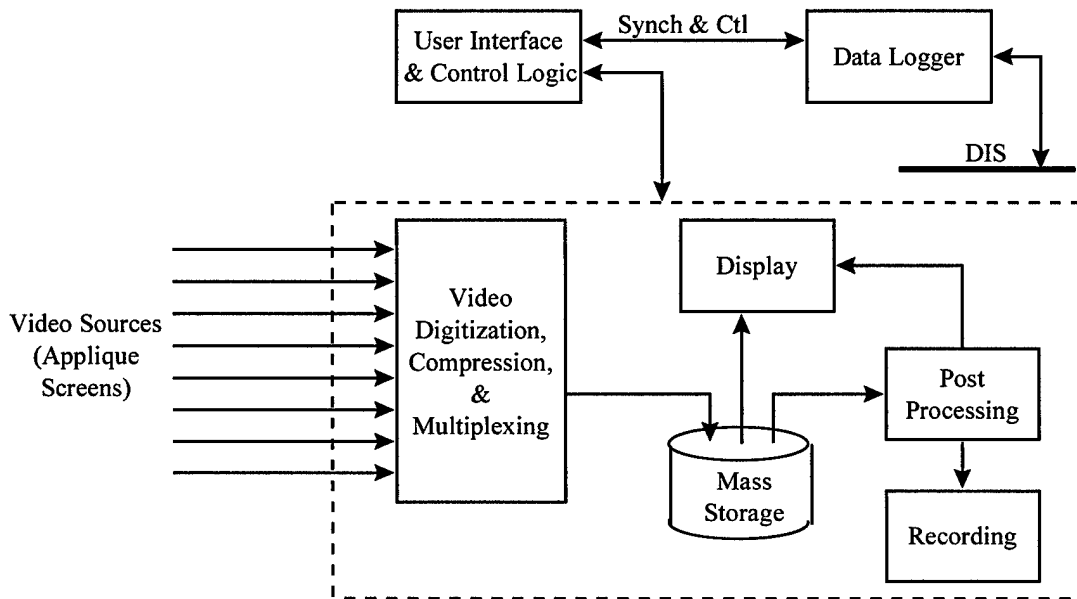 User Interface
& Control Logic
Synch & Ctl
Data Logger
DIS
Video Sources
(Applique
Screens)
Video
Digitization,
Compression,
&
Multiplexing
Display
Mass
Storage
Post
Processing
Recording